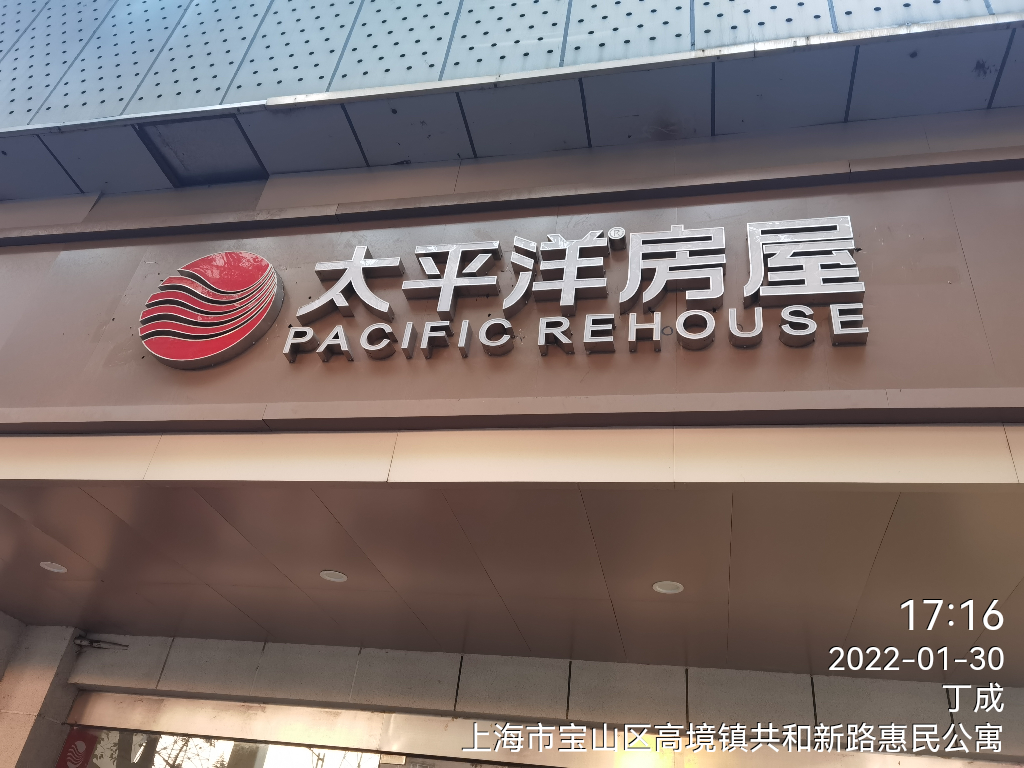 太平洋®房屋
PACIFIC REHOUSE
17:16
2022-01-30
丁成
上海市宝山区高境镇共和新路惠民公寓